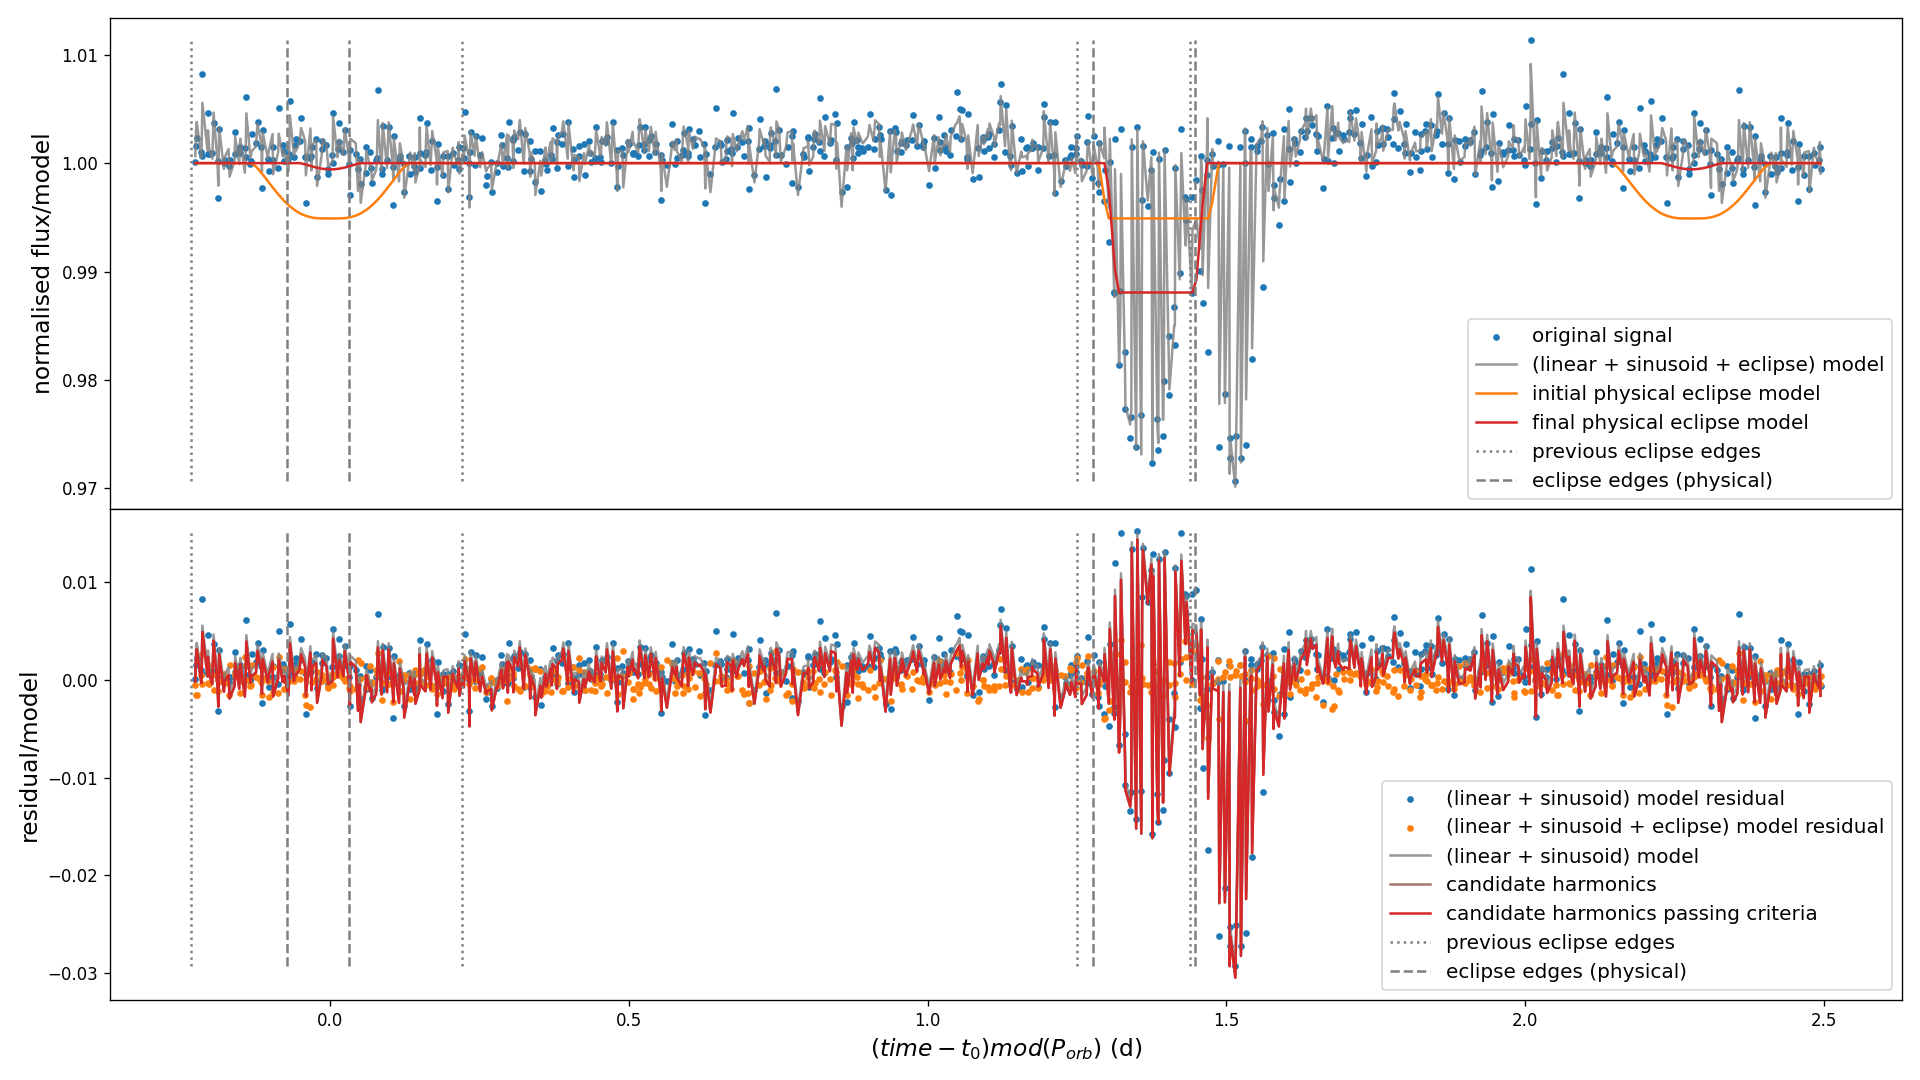 normalised flux/model
1.01
1.00
0.99
0.98
0.97
original signal
(linear + sinusoid + eclipse) model
initial physical eclipse model
final physical eclipse model
previous eclipse edges
eclipse edges (physical)
residual/model
0.01
0.00
−0.01
−0.02
−0.03
(linear + sinusoid) model residual
(linear + sinusoid + eclipse) model residual
(linear + sinusoid) model
candidate harmonics
candidate harmonics passing criteria
previous eclipse edges
eclipse edges (physical)
0.0 0.5 1.0 1.5 2.0 2.5
(time − t₀)mod(Pₒᵣb) (d)